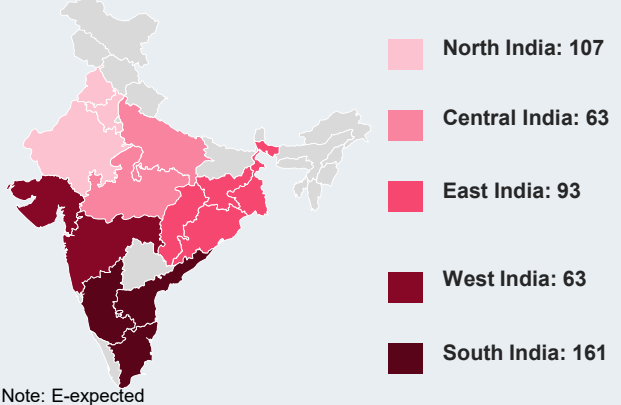 North India: 107
Central India: 63
East India: 93
West India: 63
South India: 161
Note: E-expected